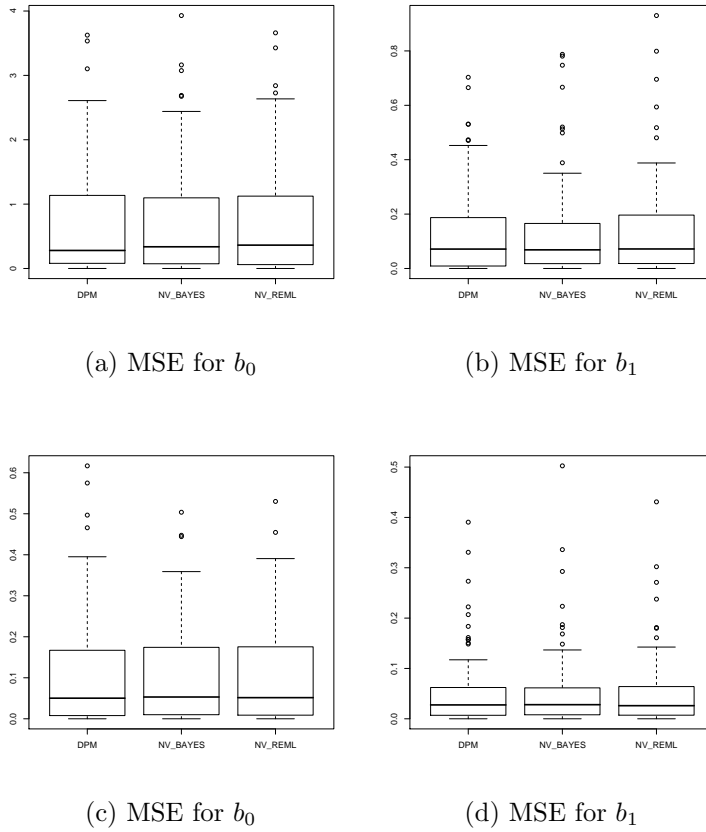 4
3
2
1
0
DPM NV_BAYES NV_REML
(a) MSE for b₀
0.8
0.6
0.4
0.2
0.0
DPM NV_BAYES NV_REML
(b) MSE for b₁
0.6
0.5
0.4
0.3
0.2
0.1
0.0
DPM NV_BAYES NV_REML
(c) MSE for b₀
0.5
0.4
0.3
0.2
0.1
0.0
DPM NV_BAYES NV_REML
(d) MSE for b₁